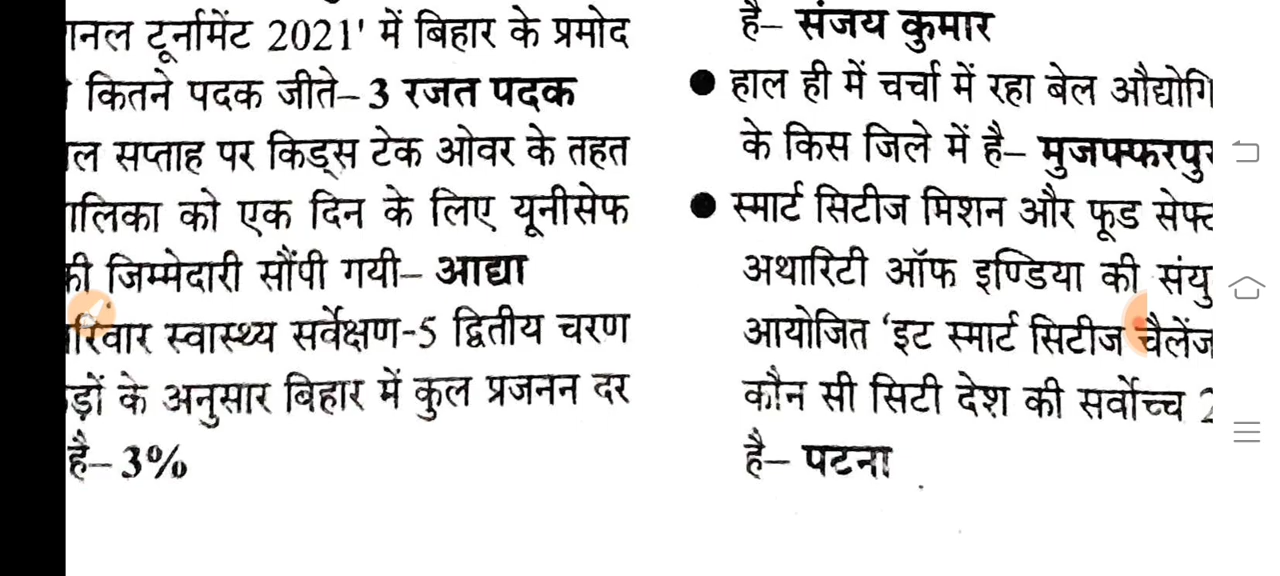 नल टूर्नामेंट 2021' में बिहार के प्रमोद
कितने पदक जीते– 3 रजत पदक
ल सप्ताह पर किड्स टेक ओवर के तहत
लिका को एक दिन के लिए यूनीसेफ
की जिम्मेदारी सौंपी गयी– आद्या
रिवार स्वास्थ्य सर्वेक्षण-5 द्वितीय चरण
ड़ों के अनुसार बिहार में कुल प्रजनन दर
है– 3%
है– संजय कुमार
● हाल ही में चर्चा में रहा बेल औद्योगि
के किस जिले में है– मुजफ्फरपुर
● स्मार्ट सिटीज मिशन और फूड सेफ्ट
अथारिटी ऑफ इण्डिया की संयु
आयोजित ‘इट स्मार्ट सिटीज चैलेंज
कौन सी सिटी देश की सर्वोच्च
है– पटना